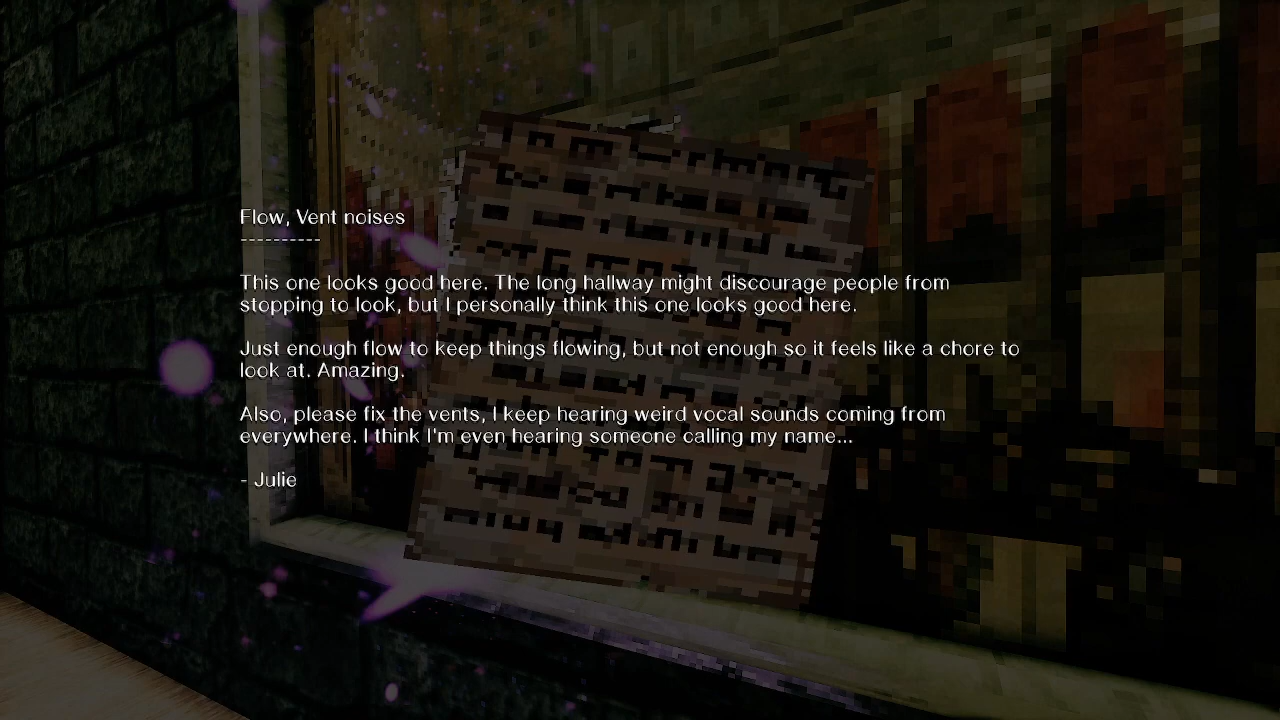 Flow, Vent noises
----------
This one looks good here. The long hallway might discourage people from
stopping to look, but I personally think this one looks good here.
Just enough flow to keep things flowing, but not enough so it feels like a chore to
look at. Amazing.
Also, please fix the vents, I keep hearing weird vocal sounds coming from
everywhere. I think I'm even hearing someone calling my name...
- Julie